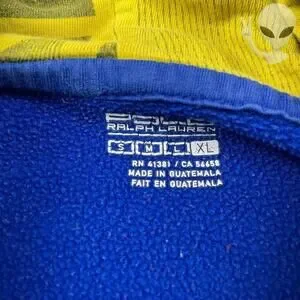 POLO
RALPH LAUREN
S M L XL
RN 41381 / CA 56658
MADE IN GUATEMALA
FAIT EN GUATEMALA